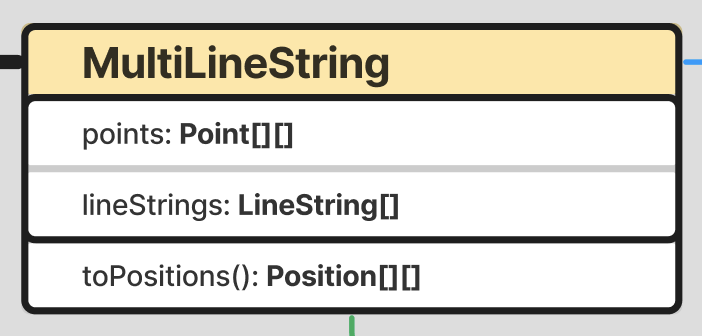 MultiLineString
points: Point[][]
lineStrings: LineString[]
toPositions(): Position[][]